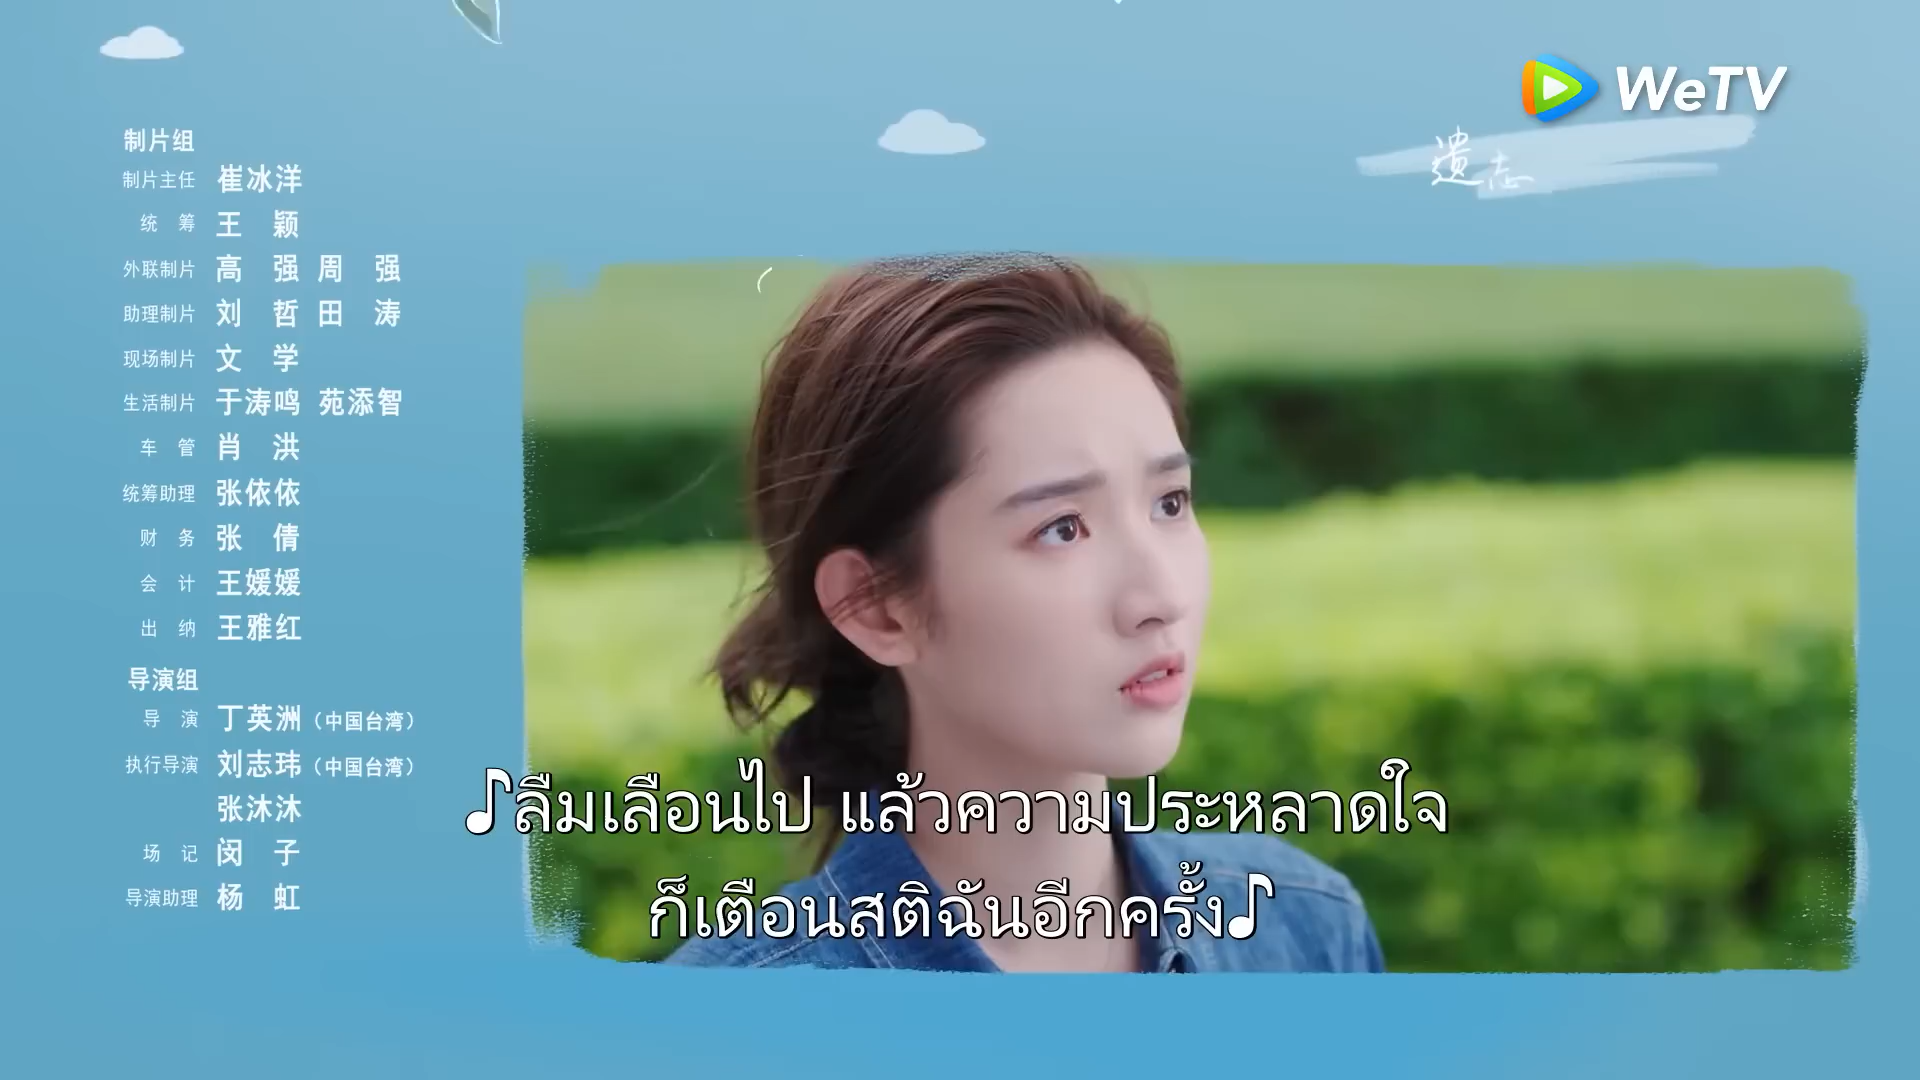 WeTV
遗志
制片组
制片主任 崔冰洋
统 筹 王 颖
外联制片 高 强 周 强
助理制片 刘 哲 田 涛
现场制片 文 学
生活制片 于涛鸣 苑添智
车 管 肖 洪
统筹助理 张依依
财 务 张 倩
会 计 王媛媛
出 纳 王雅红
导演组
导 演 丁英洲（中国台湾）
执行导演 刘志玮（中国台湾）
张沐沐
场 记 闵 子
导演助理 杨 虹
♪ลืมเลือนไป แล้วความประหลาดใจ
ก็เตือนสติฉันอีกครั้ง♪